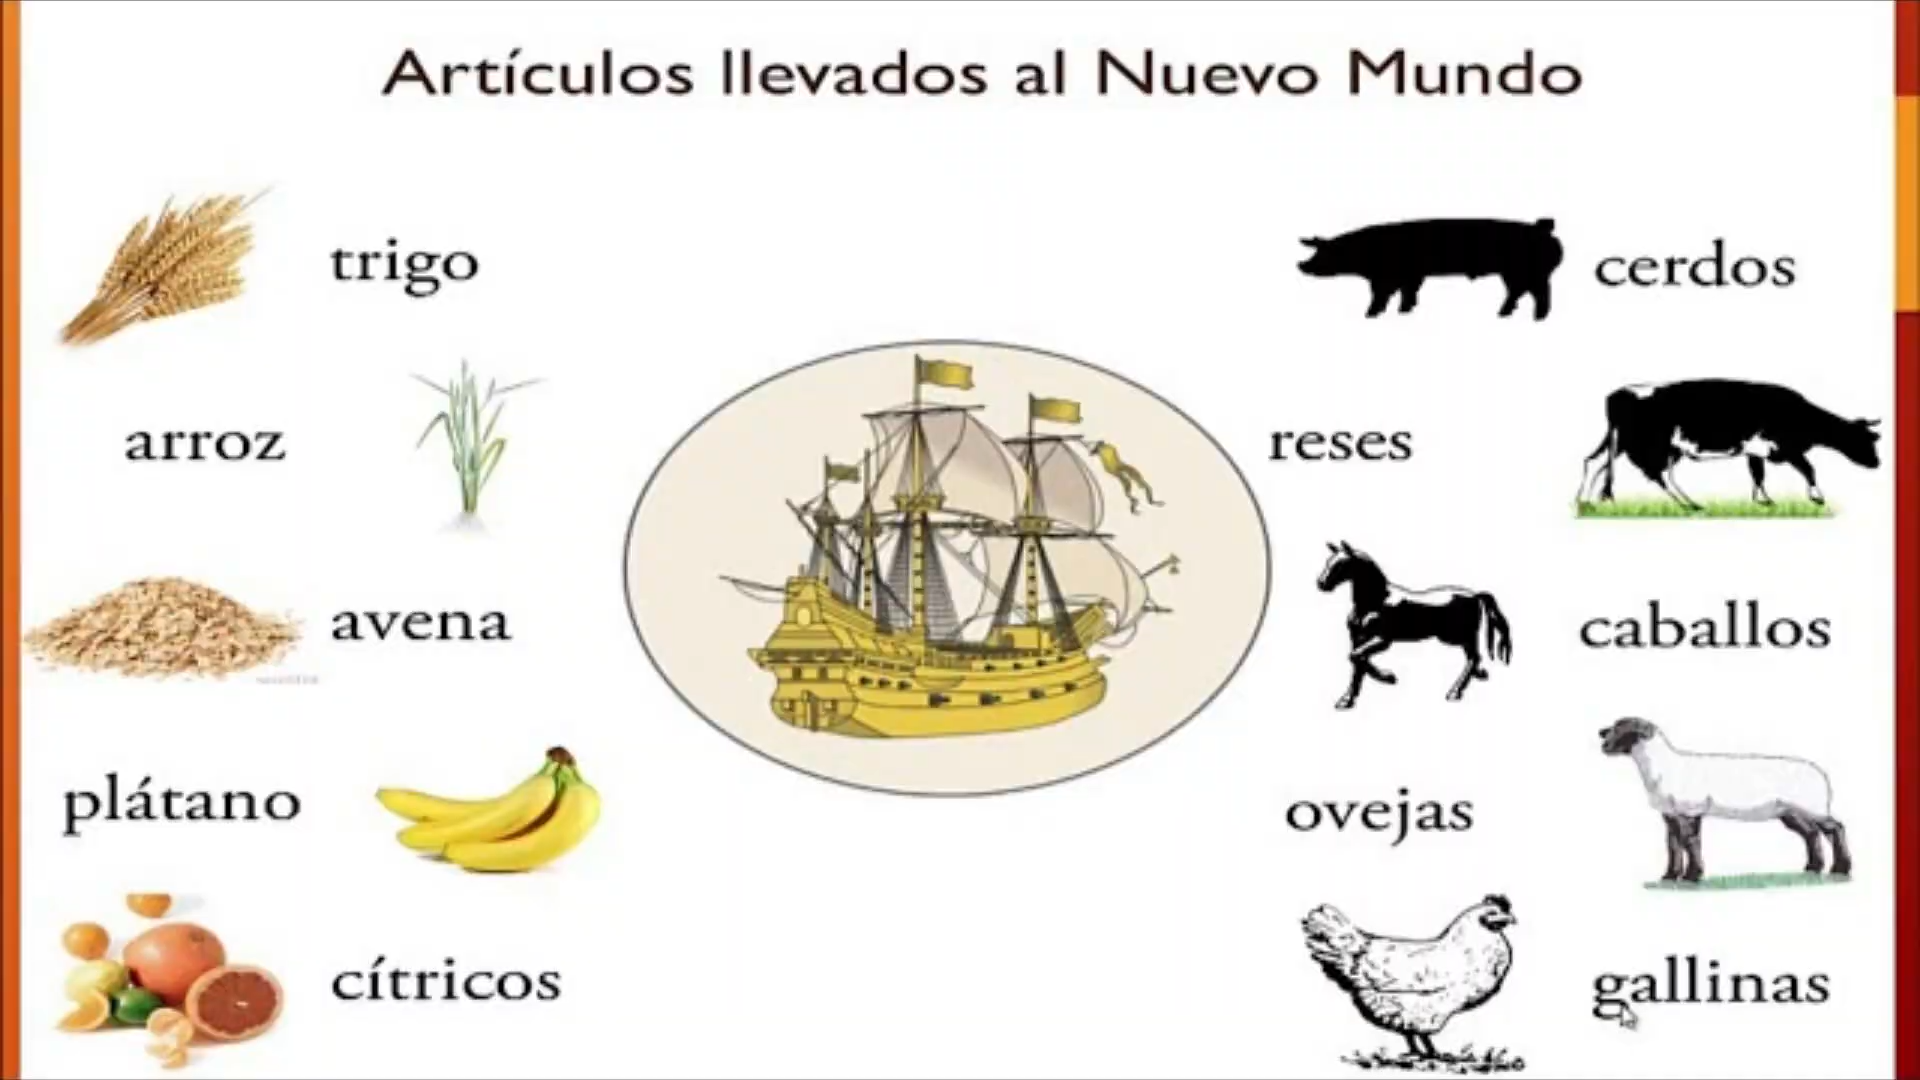 Artículos llevados al Nuevo Mundo
trigo
arroz
avena
plátano
cítricos
cerdos
reses
caballos
ovejas
gallinas